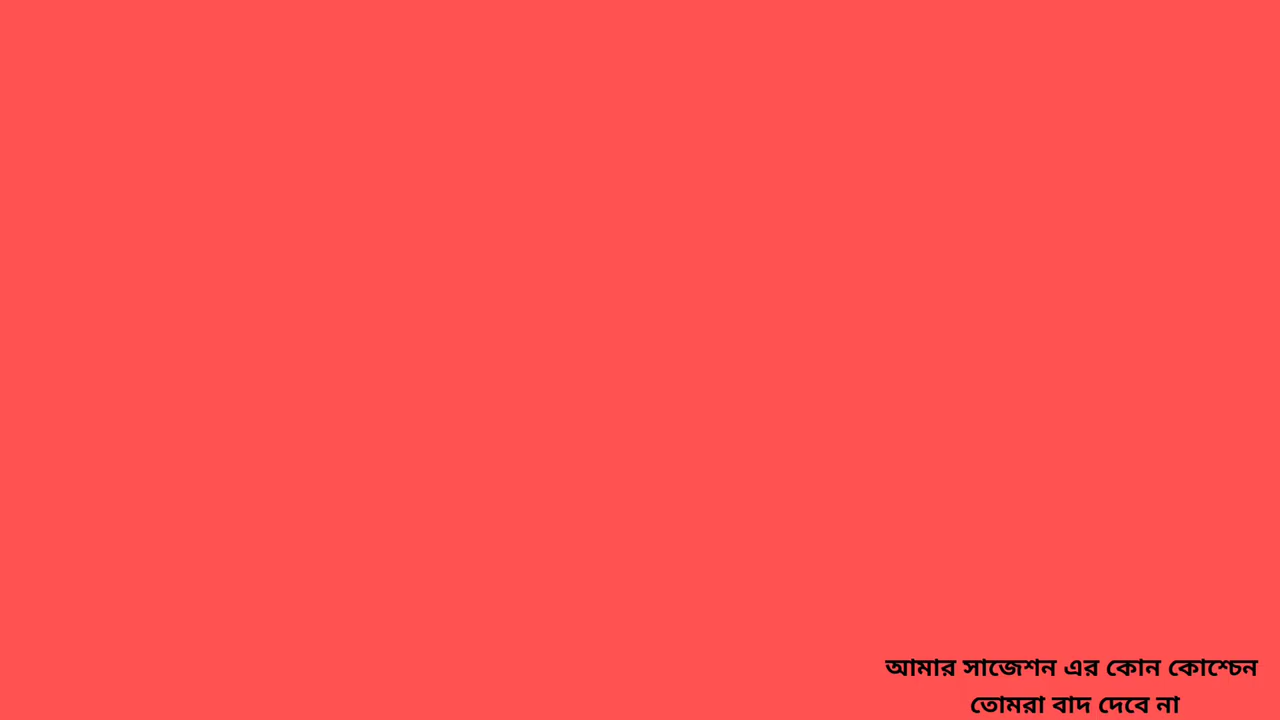 আমার সাজেশন এর কোন কোশ্চেন
তোমরা বাদ দেবে না